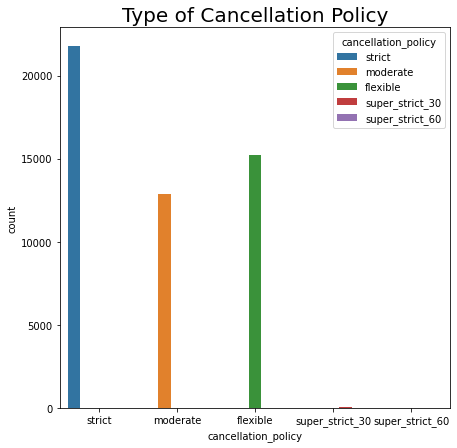 Type of Cancellation Policy
cancellation_policy
strict
moderate
flexible
super_strict_30
super_strict_60
20000
15000
10000
5000
0
count
strict moderate flexible super_strict_30 super_strict_60
cancellation_policy